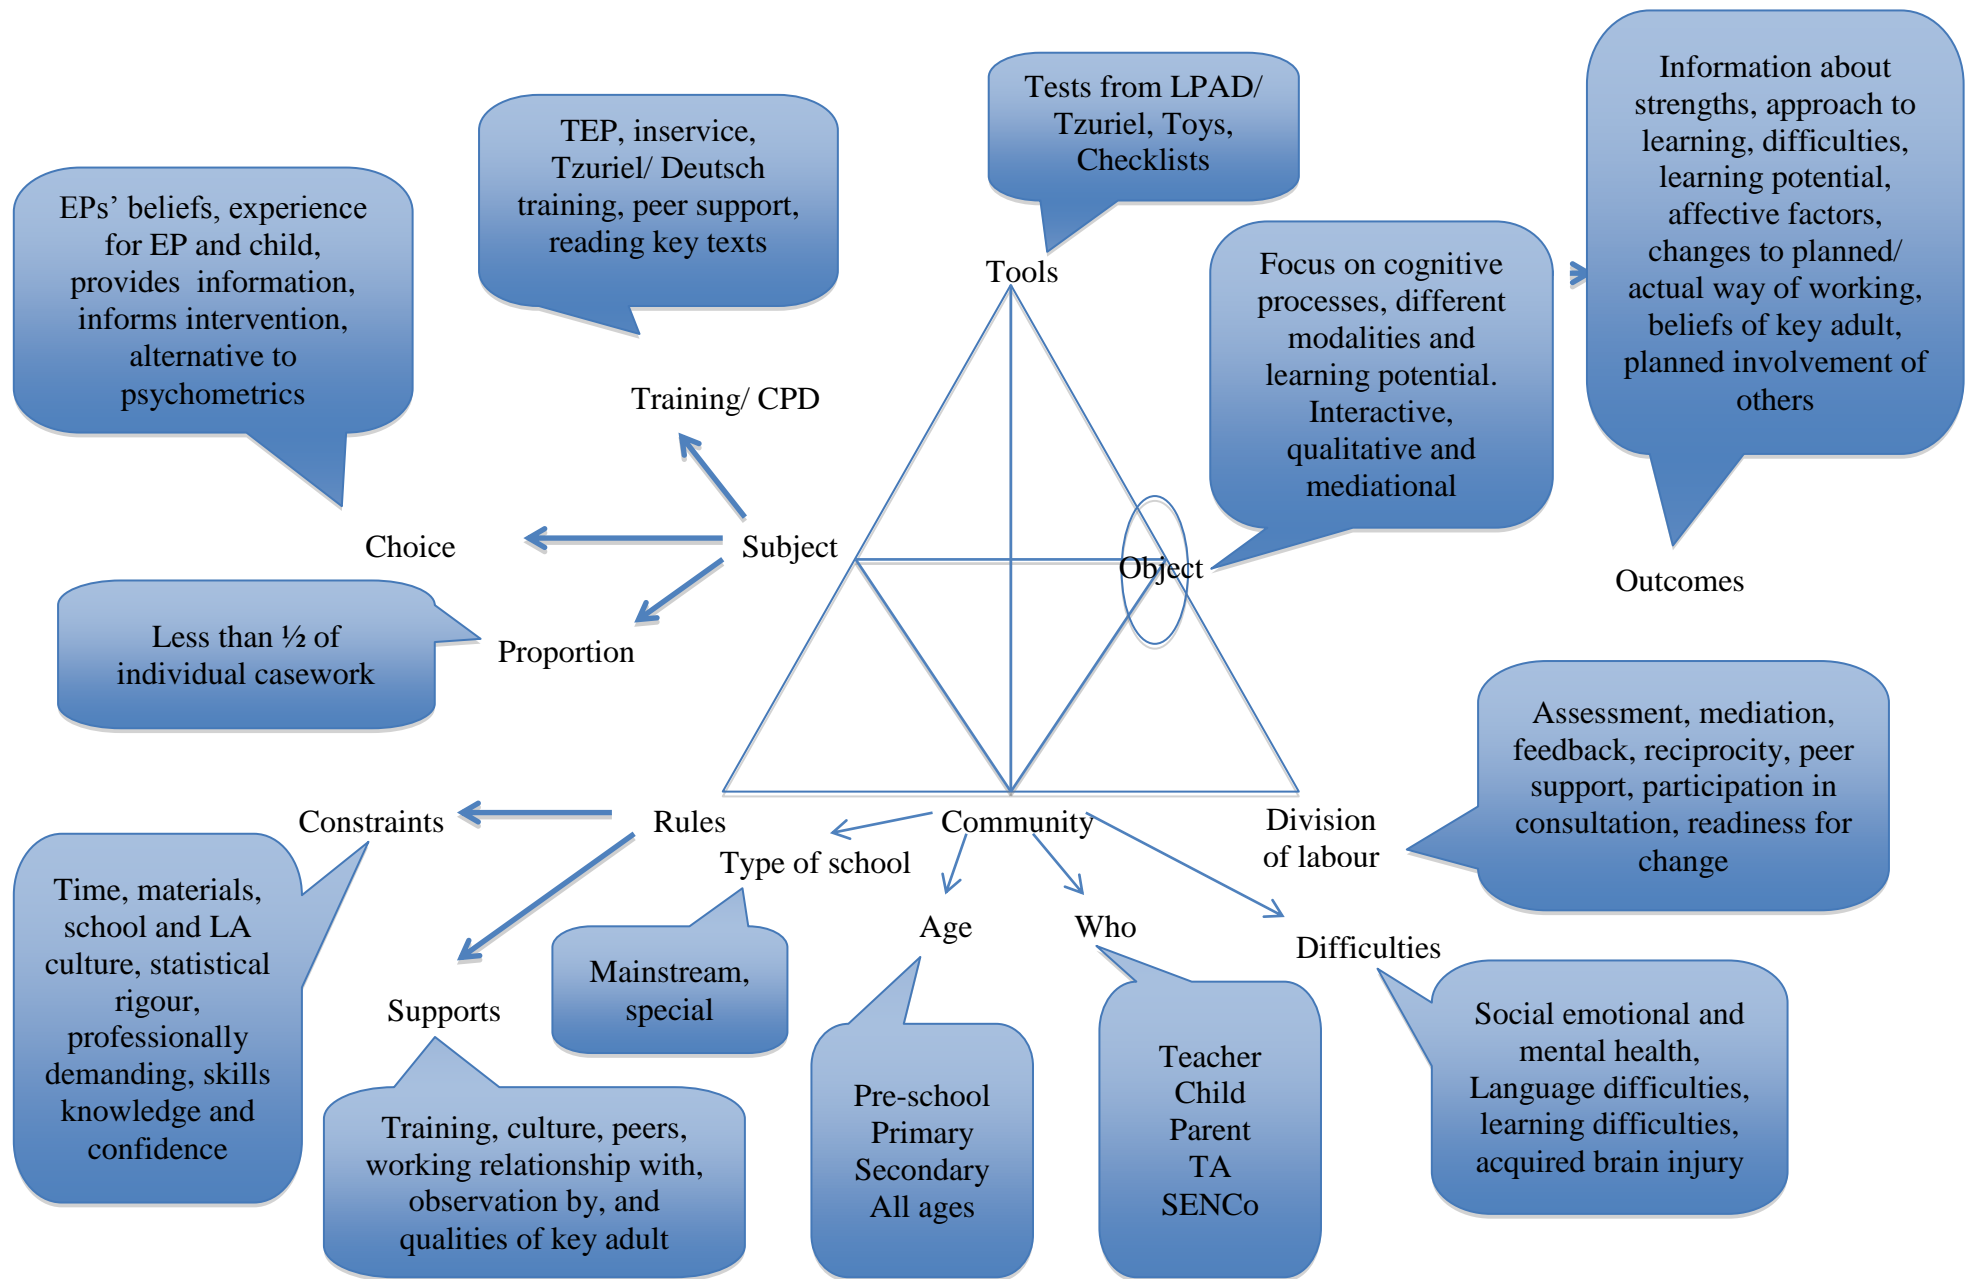 Tests from LPAD/
Tzuriel, Toys,
Checklists
Information about
strengths, approach to
learning, difficulties,
learning potential,
affective factors,
changes to planned/
actual way of working,
beliefs of key adult,
planned involvement of
others
TEP, inservice,
Tzuriel/ Deutsch
training, peer support,
reading key texts
EPs’ beliefs, experience
for EP and child,
provides  information,
informs intervention,
alternative to
psychometrics
Tools
Focus on cognitive
processes, different
modalities and
learning potential.
Interactive,
qualitative and
mediational
Training/ CPD
Choice
Subject
Object
Outcomes
Less than ½ of
individual casework
Proportion
Assessment, mediation,
feedback, reciprocity, peer
support, participation in
consultation, readiness for
change
Constraints
Rules
Community
Division
of labour
Type of school
Time, materials,
school and LA
culture, statistical
rigour,
professionally
demanding, skills
knowledge and
confidence
Age
Who
Difficulties
Mainstream,
special
Supports
Training, culture, peers,
working relationship with,
observation by, and
qualities of key adult
Pre-school
Primary
Secondary
All ages
Teacher
Child
Parent
TA
SENCo
Social emotional and
mental health,
Language difficulties,
learning difficulties,
acquired brain injury